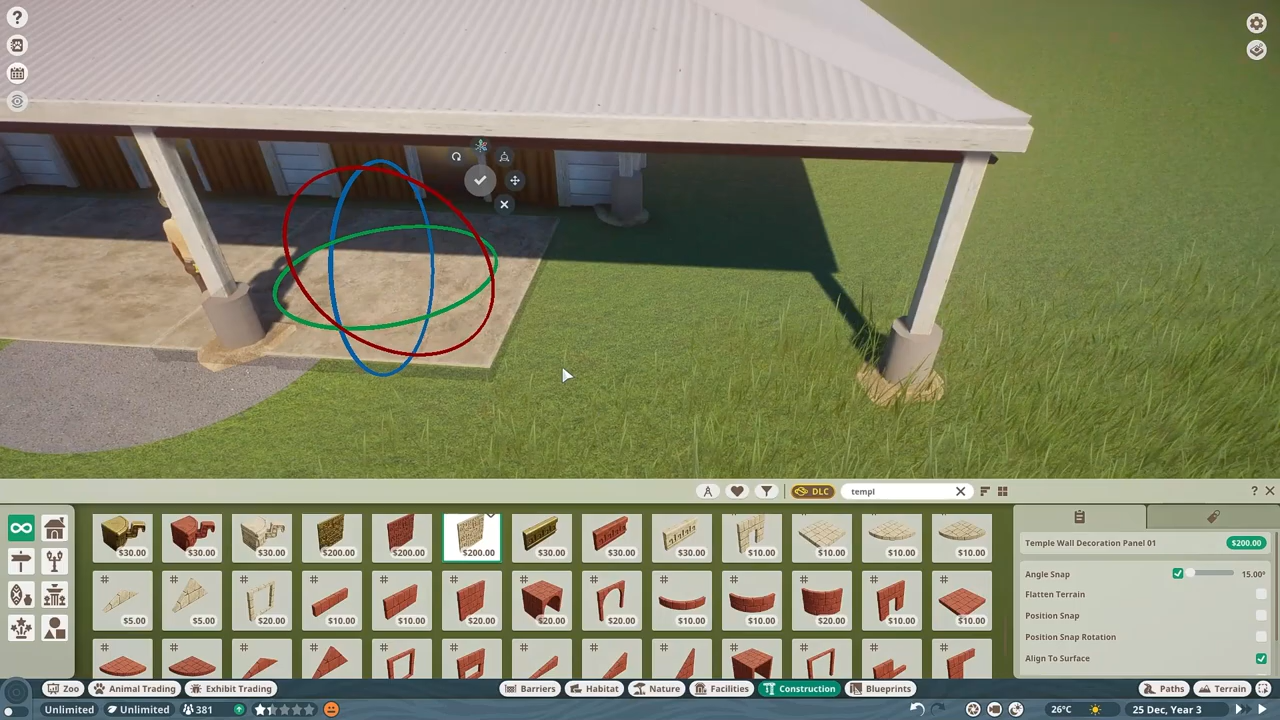 DLC
templ
?
$30.00 $30.00 $30.00 $200.00 $200.00 $200.00 $30.00 $30.00 $30.00 $10.00 $10.00 $10.00 $10.00
$5.00 $5.00 $20.00 $10.00 $10.00 $20.00 $20.00 $20.00 $10.00 $10.00 $20.00 $10.00 $10.00
Temple Wall Decoration Panel 01 $200.00
Angle Snap 15.00°
Flatten Terrain
Position Snap
Position Snap Rotation
Align To Surface
Zoo Animal Trading Exhibit Trading Barriers Habitat Nature Facilities Construction Blueprints Paths Terrain
Unlimited Unlimited 381 26°C 25 Dec, Year 3